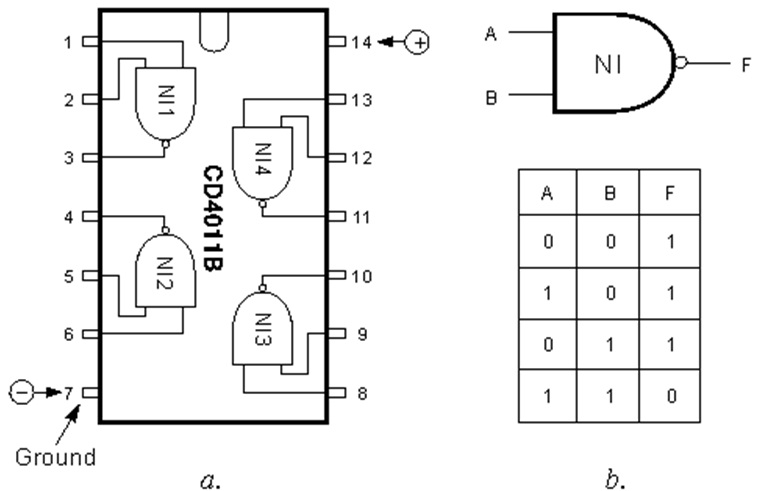 1
2
3
4
5
6
7
Ground
14
13
12
11
10
9
8
+
−
NI1
NI2
NI3
NI4
CD4011B
a.
A
B
NI
F
A B F
0 0 1
1 0 1
0 1 1
1 1 0
b.